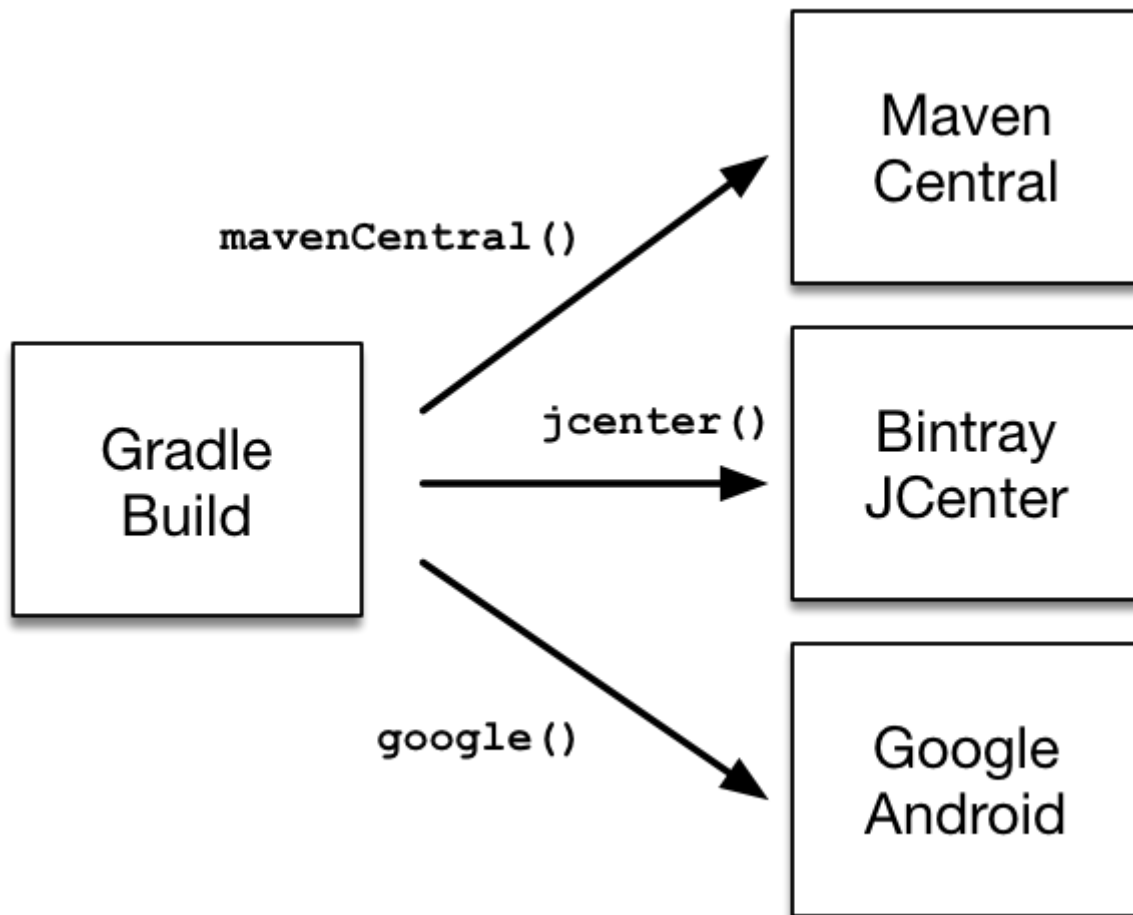 Maven
Central
mavenCentral()
jcenter()
Bintray
JCenter
Gradle
Build
google()
Google
Android